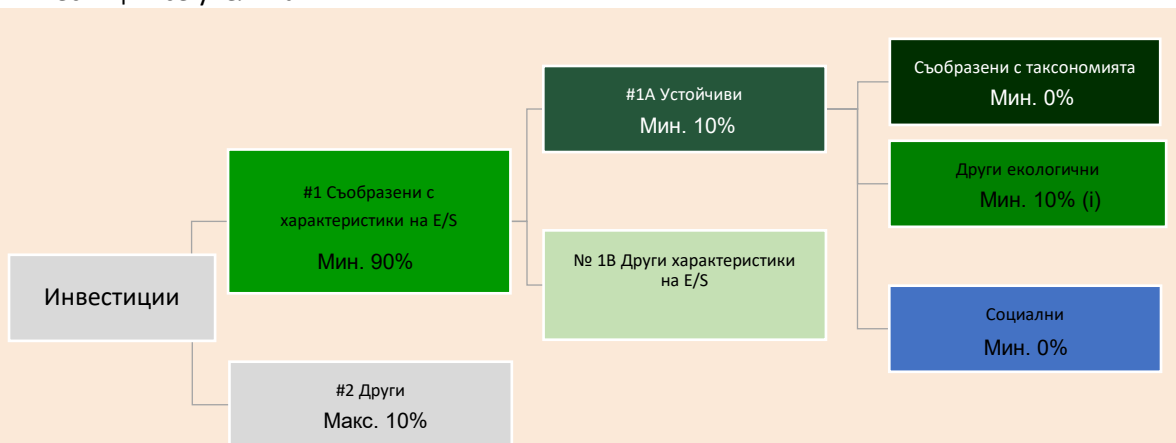 Инвестиции
#1 Съобразени с
характеристики на E/S
Мин. 90%
#2 Други
Макс. 10%
#1A Устойчиви
Мин. 10%
№ 1B Други характеристики
на E/S
Съобразени с таксономията
Мин. 0%
Други екологични
Мин. 10% (i)
Социални
Мин. 0%